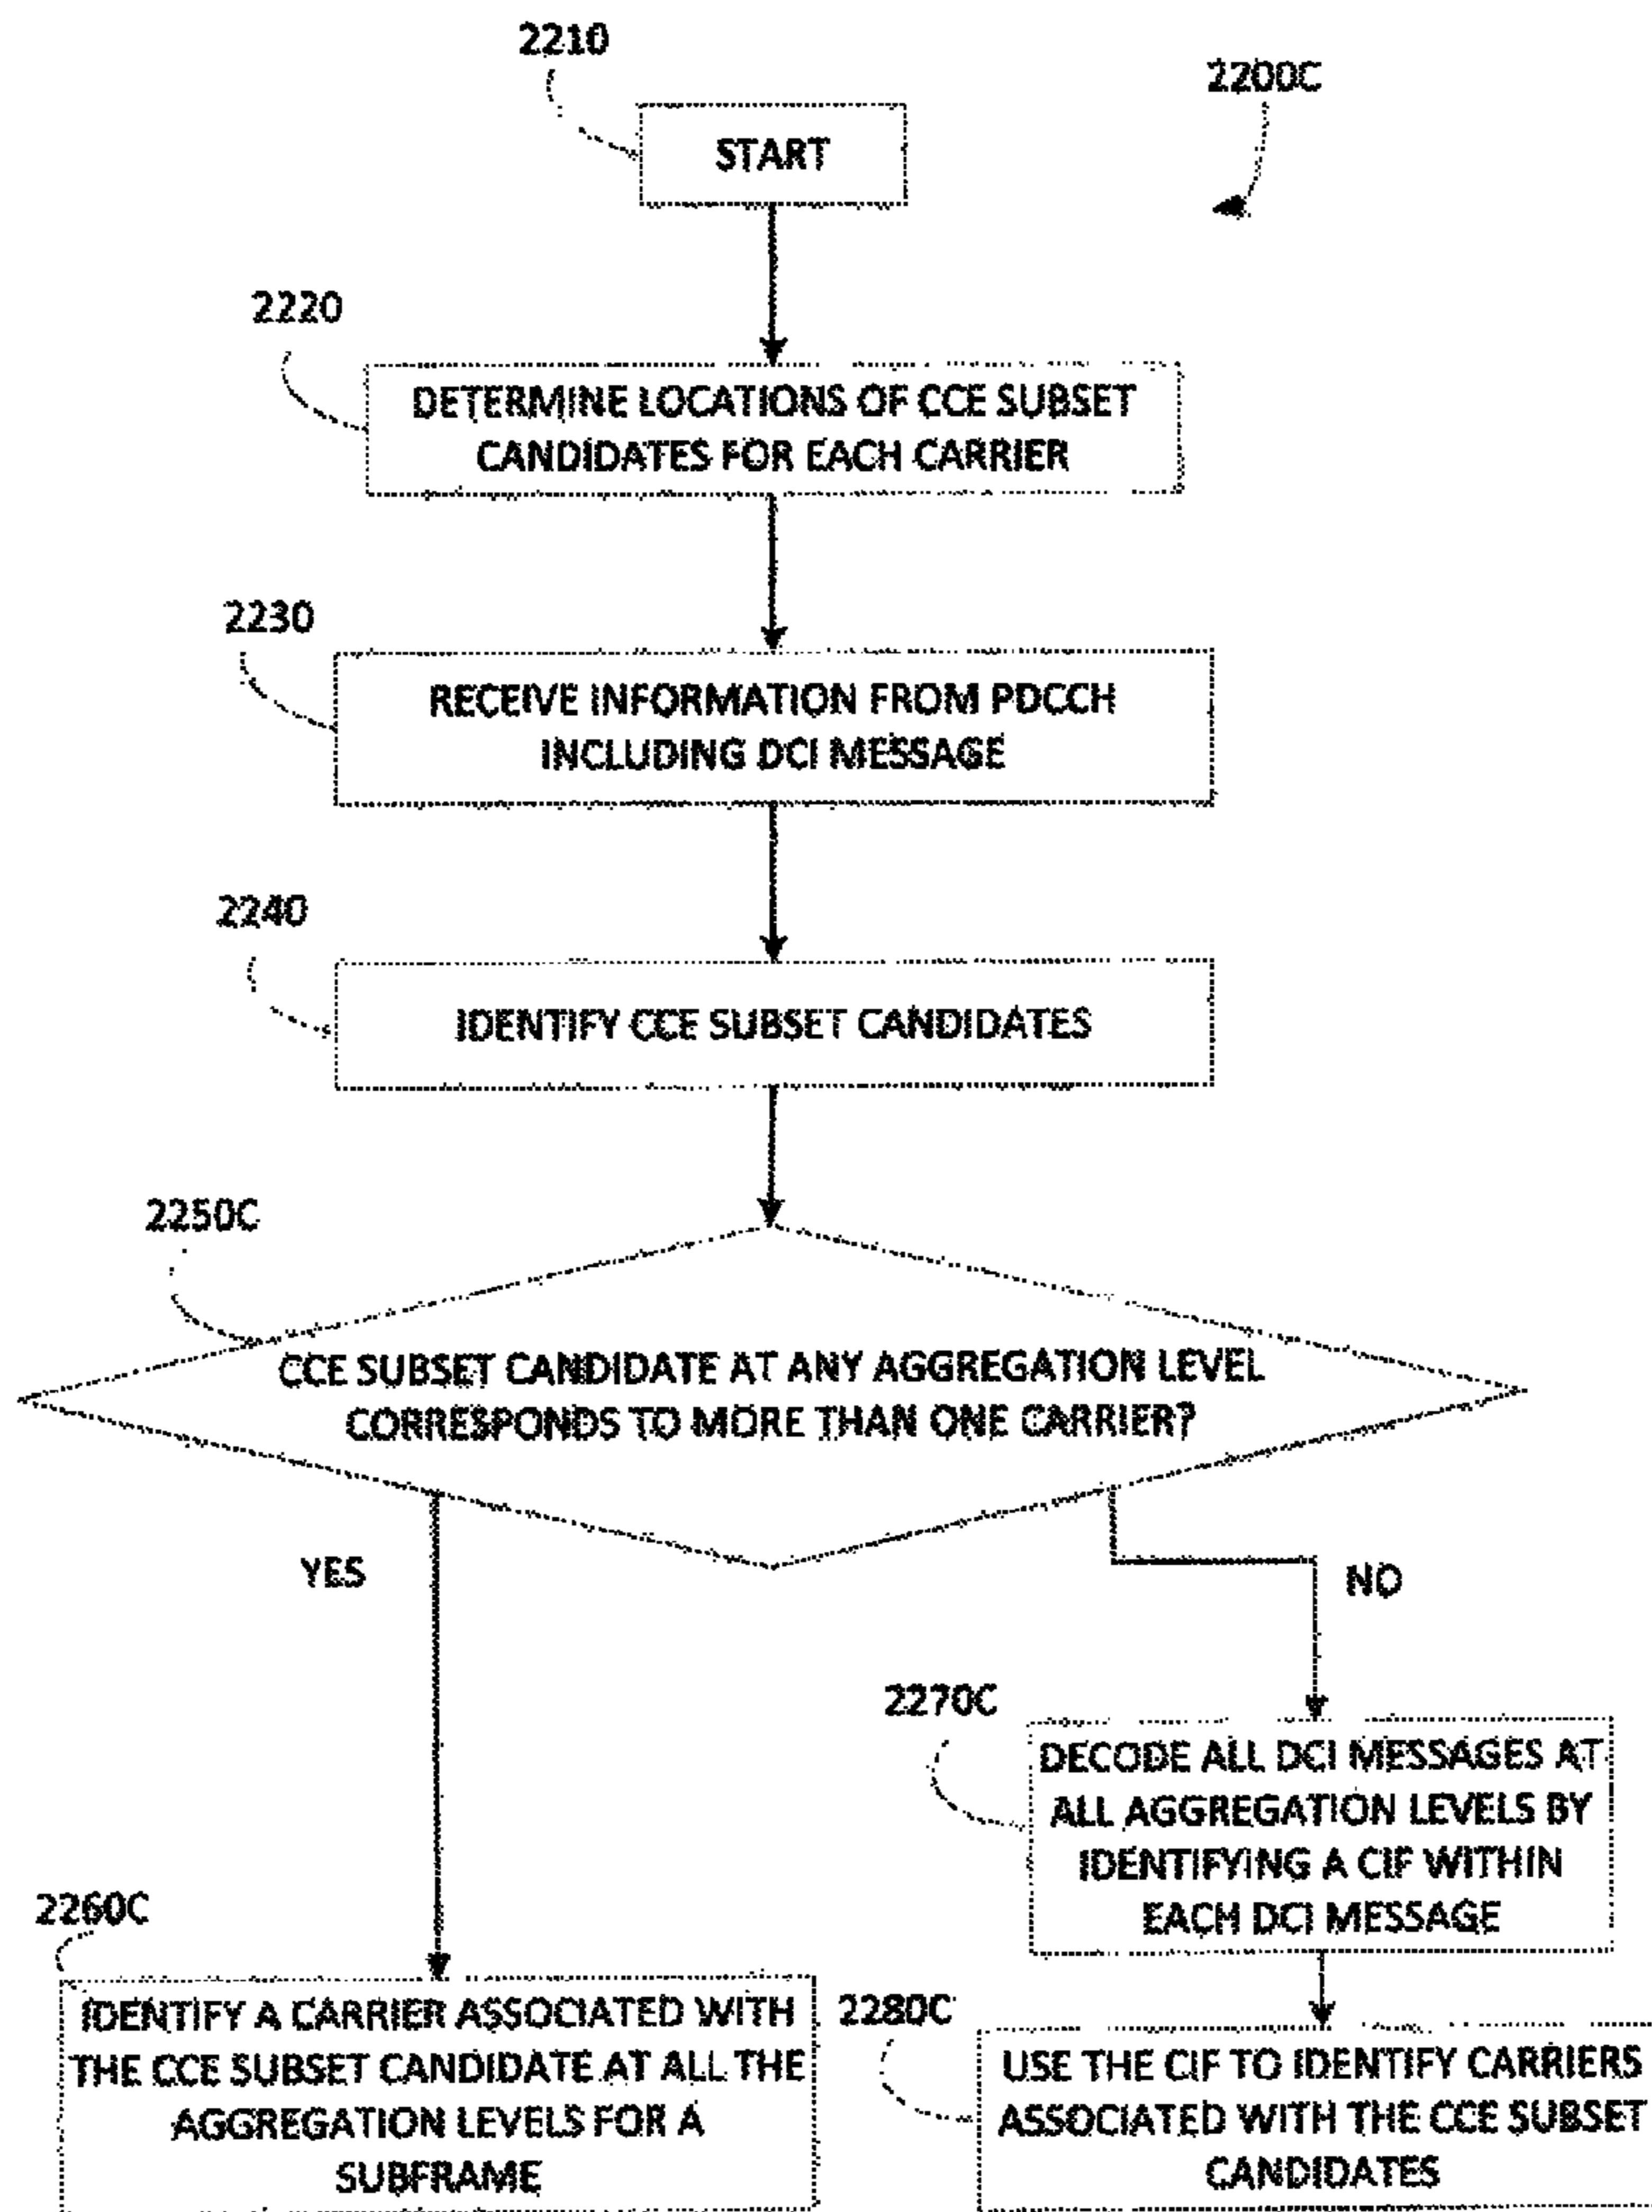 2210
2200C
START
2220
DETERMINE LOCATIONS OF CCE SUBSET
CANDIDATES FOR EACH CARRIER
2230
RECEIVE INFORMATION FROM PDCCH
INCLUDING DCI MESSAGE
2240
IDENTIFY CCE SUBSET CANDIDATES
2250C
CCE SUBSET CANDIDATE AT ANY AGGREGATION LEVEL
CORRESPONDS TO MORE THAN ONE CARRIER?
YES
NO
2270C
DECODE ALL DCI MESSAGES AT
ALL AGGREGATION LEVELS BY
IDENTIFYING A CIF WITHIN
EACH DCI MESSAGE
2260C
IDENTIFY A CARRIER ASSOCIATED WITH
THE CCE SUBSET CANDIDATE AT ALL THE
AGGREGATION LEVELS FOR A
SUBFRAME
2280C
USE THE CIF TO IDENTIFY CARRIERS
ASSOCIATED WITH THE CCE SUBSET
CANDIDATES